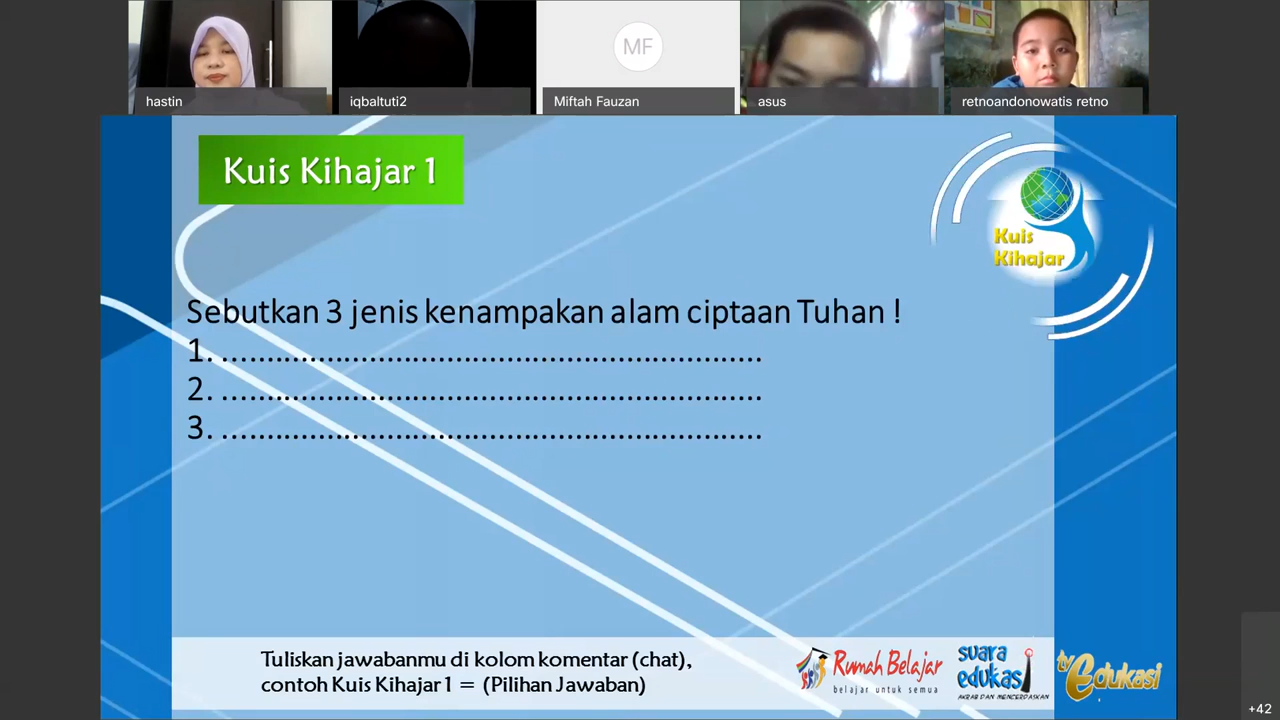 MF
hastin
iqbaltuti2
Miftah Fauzan
asus
retnoandonowatis retno
Kuis Kihajar 1
Kuis
Kihajar
Sebutkan 3 jenis kenampakan alam ciptaan Tuhan !
1. ..........................................................
2. ..........................................................
3. ..........................................................
Tuliskan jawabanmu di kolom komentar (chat),
contoh Kuis Kihajar 1 = (Pilihan Jawaban)
Rumah Belajar
belajar untuk semua
suara
edukasi
AKRAB DAN MENCERDASKAN
tv edukasi
+42